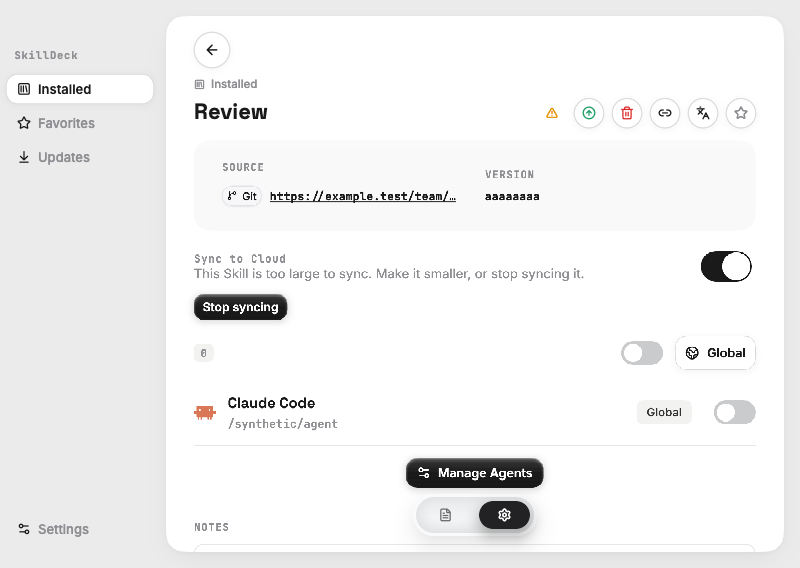 SkillDeck
Installed
Favorites
Updates
Settings
Installed
Review
SOURCE
Git https://example.test/team/…
VERSION
aaaaaaaa
Sync to Cloud
This Skill is too large to sync. Make it smaller, or stop syncing it.
Stop syncing
0
Global
Claude Code
/synthetic/agent
Global
Manage Agents
NOTES